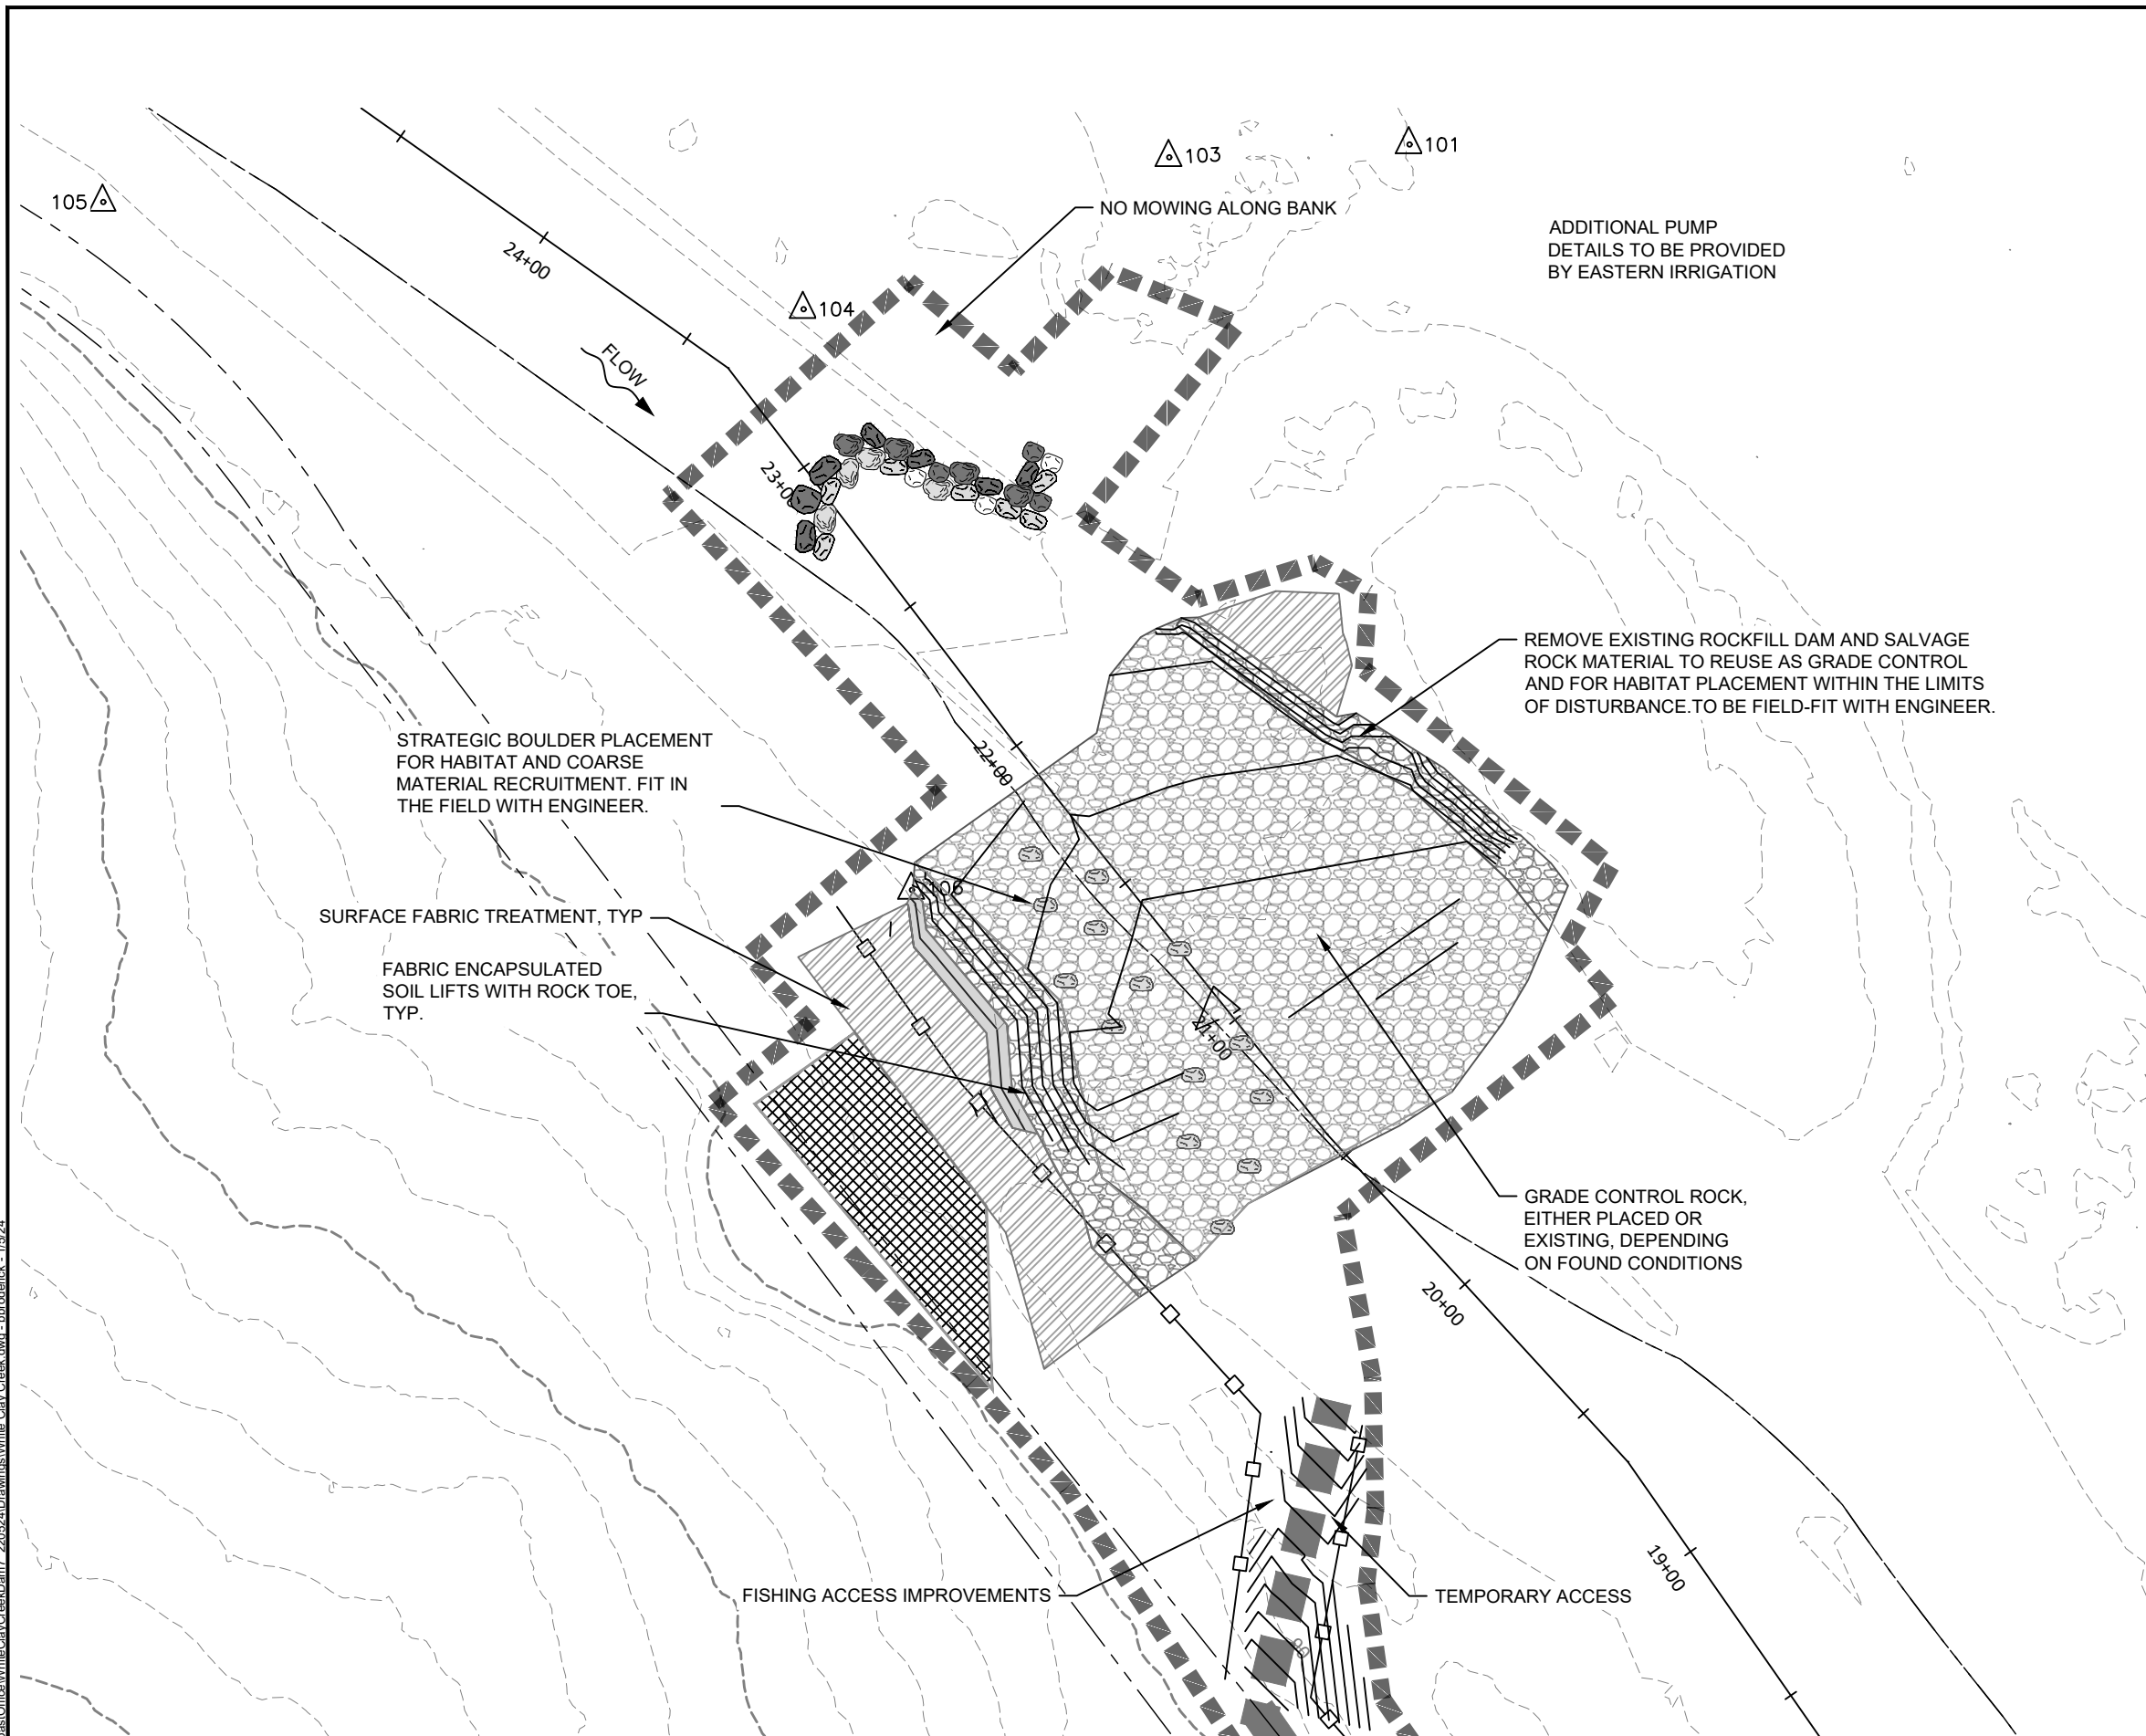 103
101
105
NO MOWING ALONG BANK
ADDITIONAL PUMP
DETAILS TO BE PROVIDED
BY EASTERN IRRIGATION
24+00
104
FLOW
23+0
REMOVE EXISTING ROCKFILL DAM AND SALVAGE
ROCK MATERIAL TO REUSE AS GRADE CONTROL
AND FOR HABITAT PLACEMENT WITHIN THE LIMITS
OF DISTURBANCE.TO BE FIELD-FIT WITH ENGINEER.
STRATEGIC BOULDER PLACEMENT
FOR HABITAT AND COARSE
MATERIAL RECRUITMENT. FIT IN
THE FIELD WITH ENGINEER.
22+00
106
SURFACE FABRIC TREATMENT, TYP
FABRIC ENCAPSULATED
SOIL LIFTS WITH ROCK TOE,
TYP.
21+00
GRADE CONTROL ROCK,
EITHER PLACED OR
EXISTING, DEPENDING
ON FOUND CONDITIONS
20+00
19+00
FISHING ACCESS IMPROVEMENTS
TEMPORARY ACCESS
90